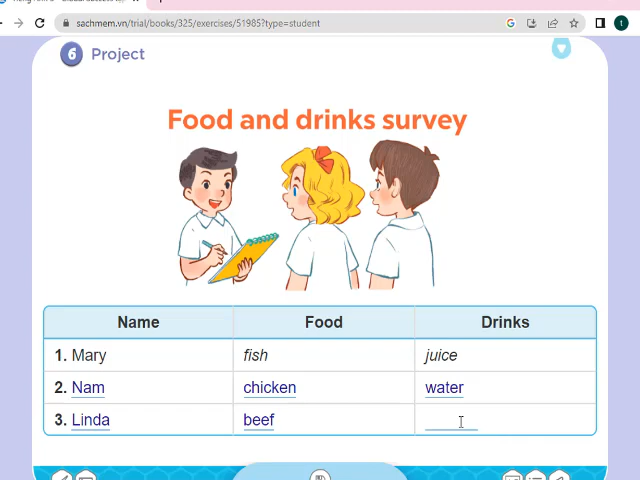 sachmem.vn/trial/books/325/exercises/51985?type=student
6 Project
Food and drinks survey
Name Food Drinks
1. Mary fish juice
2. Nam chicken water
3. Linda beef